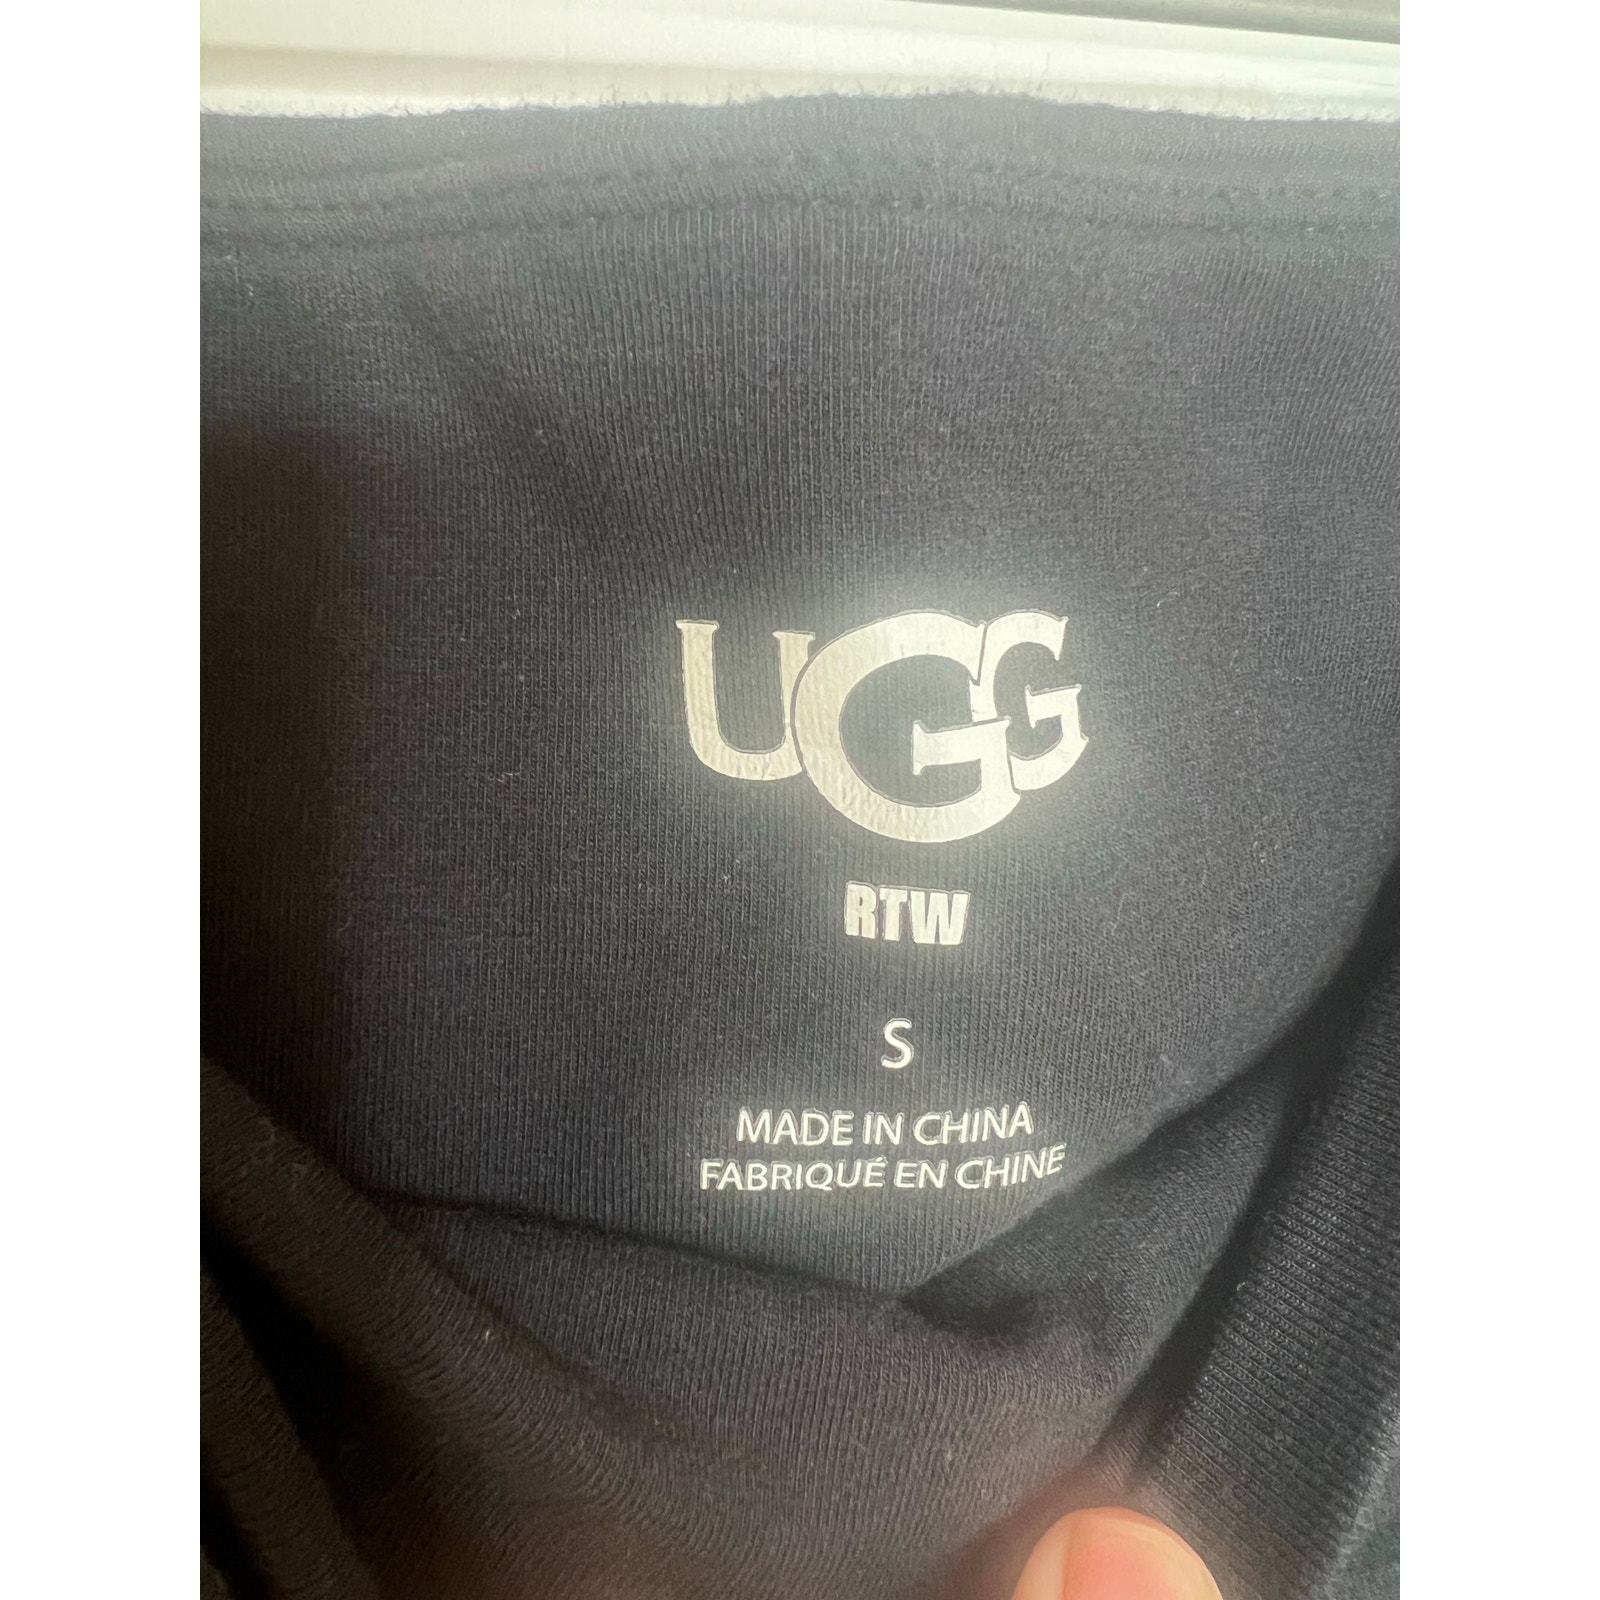 UGG
RTW
S
MADE IN CHINA
FABRIQUÉ EN CHINE